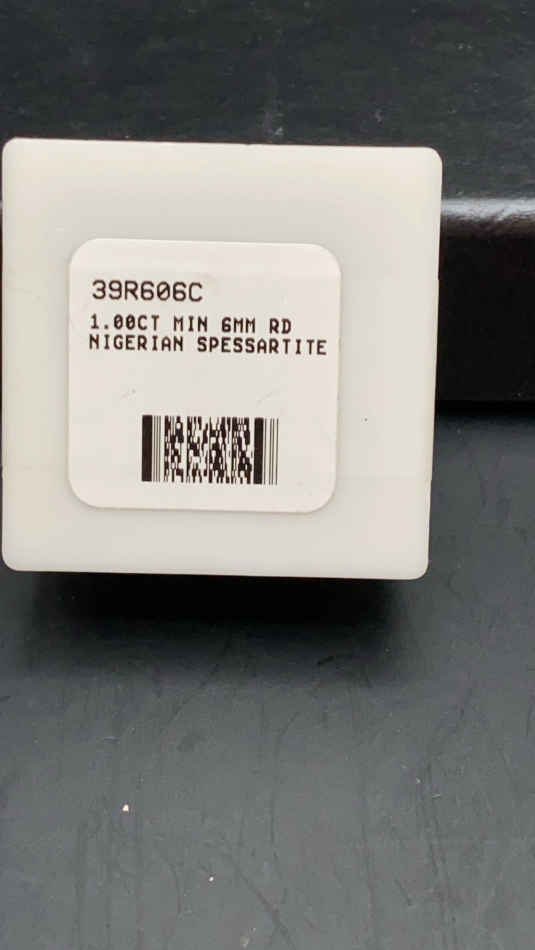 39R606C
1.00CT MIN 6MM RD
NIGERIAN SPESSARTITE